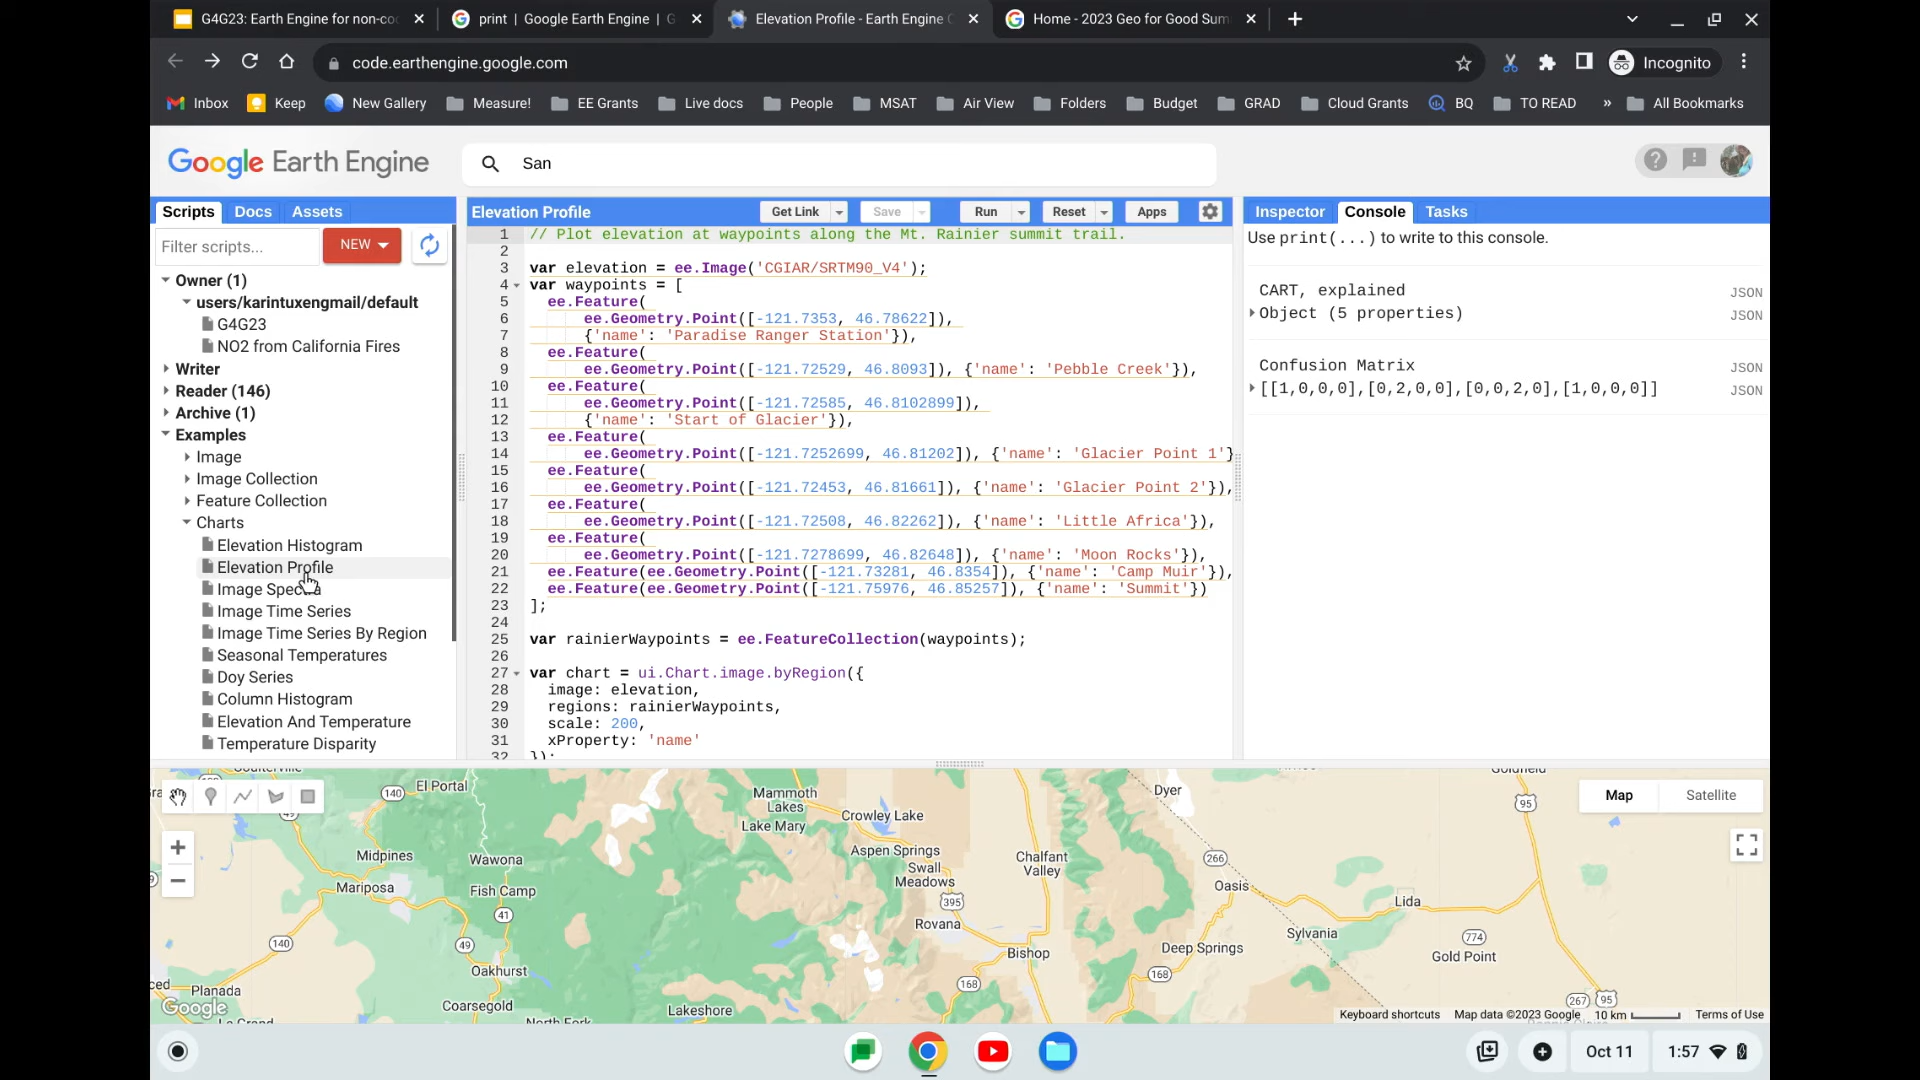 G4G23: Earth Engine for non-co
print | Google Earth Engine | G
Elevation Profile - Earth Engine C
Home - 2023 Geo for Good Sum
code.earthengine.google.com
Incognito
Inbox
Keep
New Gallery
Measure!
EE Grants
Live docs
People
MSAT
Air View
Folders
Budget
GRAD
Cloud Grants
BQ
TO READ
»
All Bookmarks
Google Earth Engine
San
Scripts Docs Assets
Filter scripts...
NEW
Owner (1)
users/karintuxengmail/default
G4G23
NO2 from California Fires
Writer
Reader (146)
Archive (1)
Examples
Image
Image Collection
Feature Collection
Charts
Elevation Histogram
Elevation Profile
Image Spec a
Image Time Series
Image Time Series By Region
Seasonal Temperatures
Doy Series
Column Histogram
Elevation And Temperature
Temperature Disparity
Elevation Profile
Get Link
Save
Run
Reset
Apps
1 // Plot elevation at waypoints along the Mt. Rainier summit trail.
2
3 var elevation = ee.Image('CGIAR/SRTM90_V4');
4 var waypoints = [
5 ee.Feature(
6 ee.Geometry.Point([-121.7353, 46.78622]),
7 {'name': 'Paradise Ranger Station'}),
8 ee.Feature(
9 ee.Geometry.Point([-121.72529, 46.8093]), {'name': 'Pebble Creek'}),
10 ee.Feature(
11 ee.Geometry.Point([-121.72585, 46.8102899]),
12 {'name': 'Start of Glacier'}),
13 ee.Feature(
14 ee.Geometry.Point([-121.7252699, 46.81202]), {'name': 'Glacier Point 1'}
15 ee.Feature(
16 ee.Geometry.Point([-121.72453, 46.81661]), {'name': 'Glacier Point 2'}),
17 ee.Feature(
18 ee.Geometry.Point([-121.72508, 46.82262]), {'name': 'Little Africa'}),
19 ee.Feature(
20 ee.Geometry.Point([-121.7278699, 46.82648]), {'name': 'Moon Rocks'}),
21 ee.Feature(ee.Geometry.Point([-121.73281, 46.8354]), {'name': 'Camp Muir'}),
22 ee.Feature(ee.Geometry.Point([-121.75976, 46.85257]), {'name': 'Summit'})
23 ];
24
25 var rainierWaypoints = ee.FeatureCollection(waypoints);
26
27 var chart = ui.Chart.image.byRegion({
28 image: elevation,
29 regions: rainierWaypoints,
30 scale: 200,
31 xProperty: 'name'
32 });
Inspector Console Tasks
Use print(...) to write to this console.
CART, explained JSON
Object (5 properties) JSON
Confusion Matrix JSON
[[1,0,0,0],[0,2,0,0],[0,0,2,0],[1,0,0,0]] JSON
Map Satellite
El Portal
140
49
Midpines
Mariposa
Wawona
Fish Camp
41
49
140
Oakhurst
Planada
Coarsegold
Lakeshore
Mammoth
Lakes
Lake Mary
Crowley Lake
Aspen Springs
Swall
Meadows
395
Rovana
Bishop
168
Chalfant
Valley
Dyer
266
Oasis
Deep Springs
168
Sylvania
Lida
774
Gold Point
95
267
95
Goldfield
Google
Keyboard shortcuts
Map data ©2023 Google
10 km
Terms of Use
Oct 11
1:57